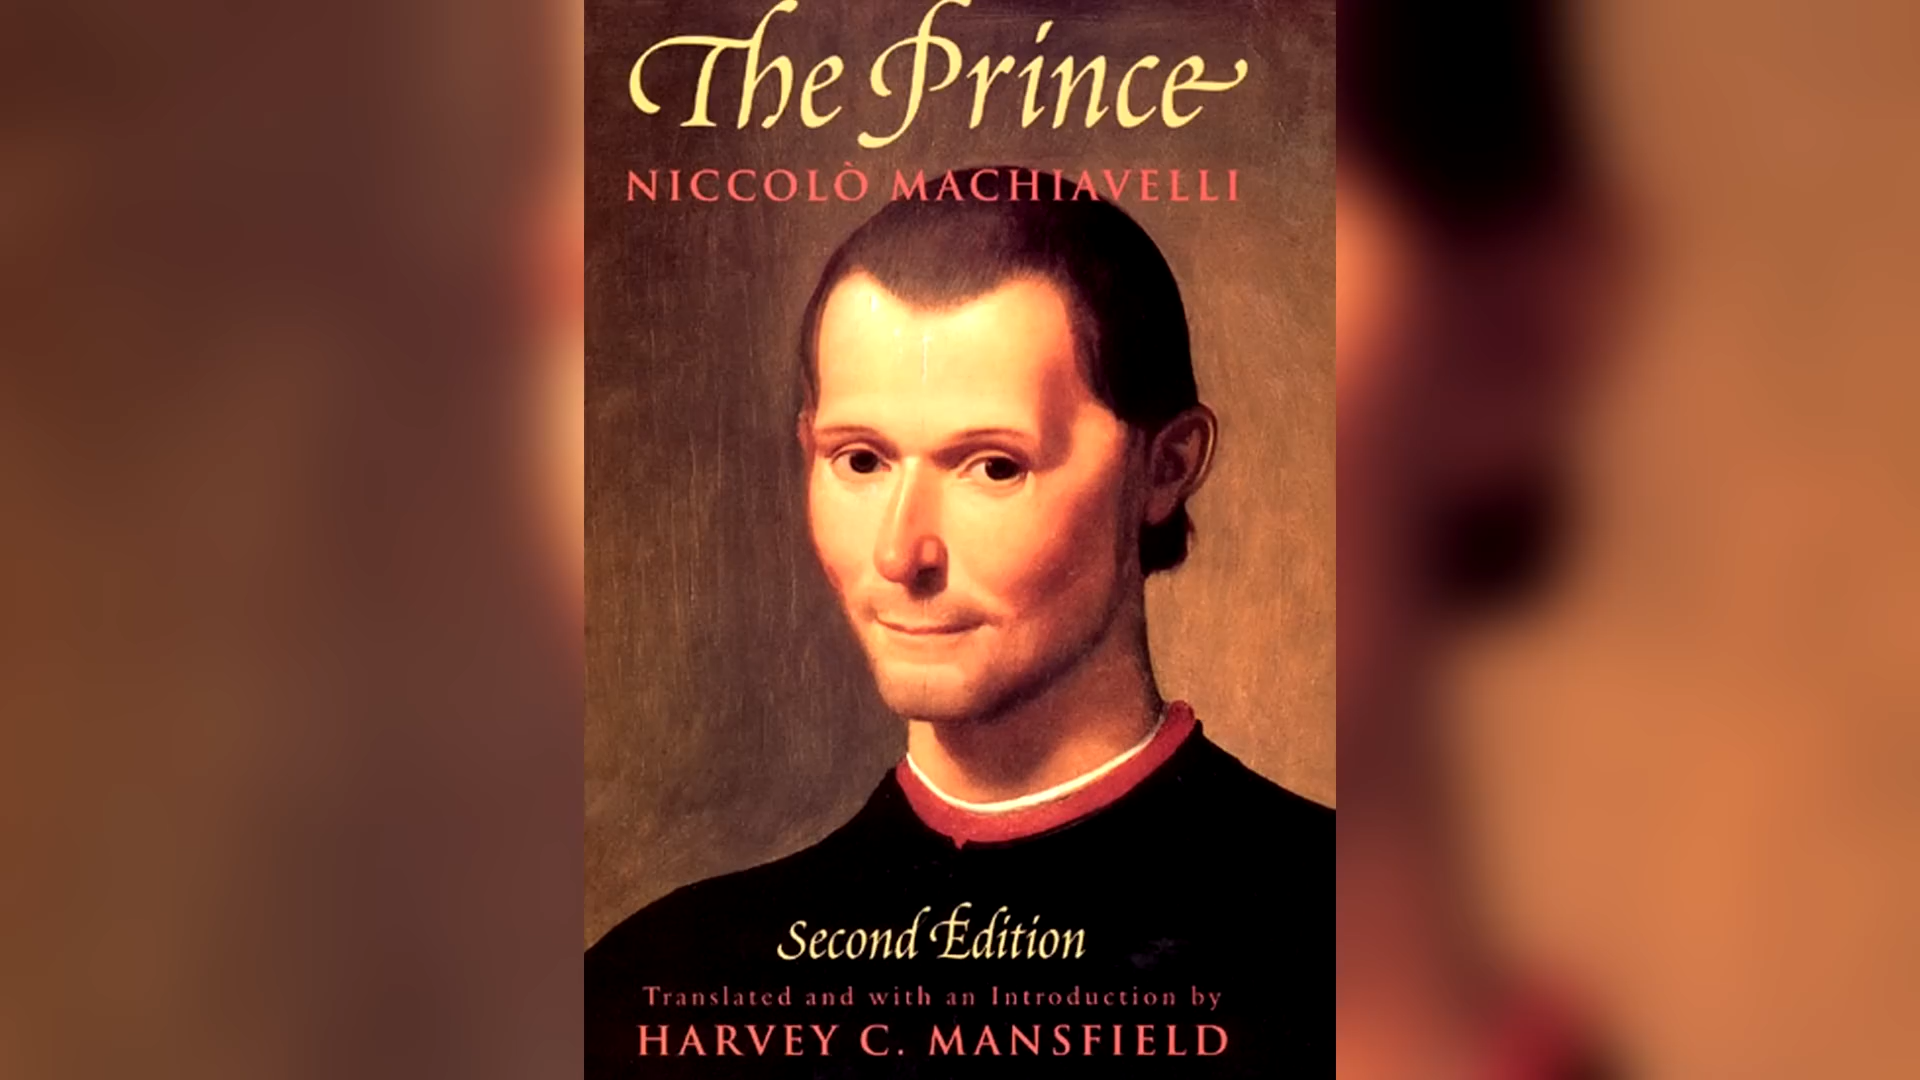 The Prince
NICCOLÒ MACHIAVELLI
Second Edition
Translated and with an Introduction by
HARVEY C. MANSFIELD